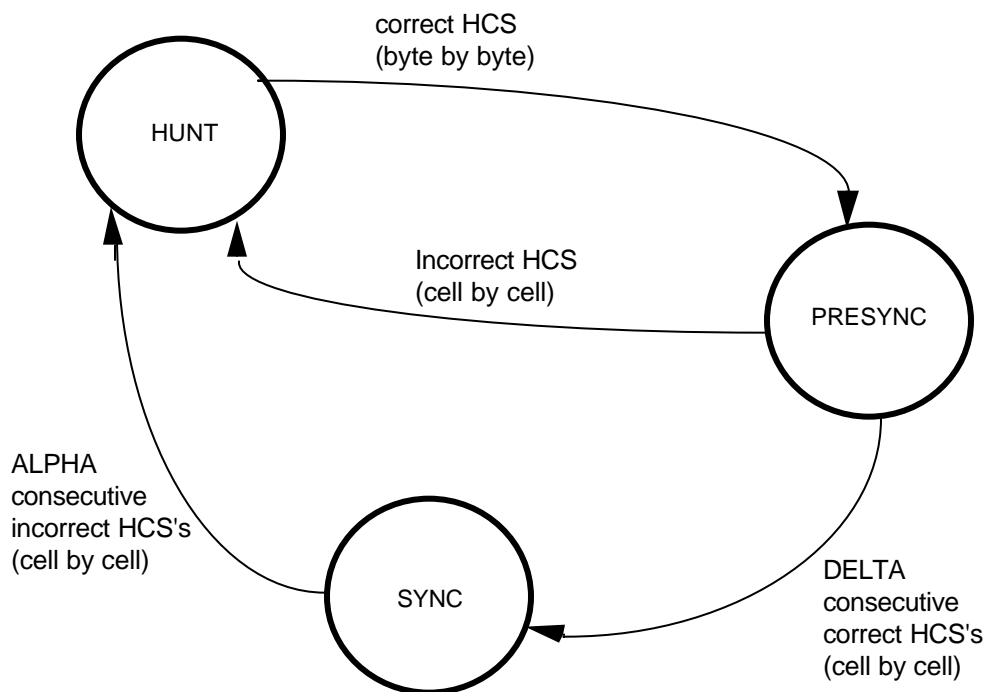 correct HCS
(byte by byte)
HUNT
Incorrect HCS
(cell by cell)
PRESYNC
ALPHA
consecutive
incorrect HCS's
(cell by cell)
SYNC
DELTA
consecutive
correct HCS's
(cell by cell)